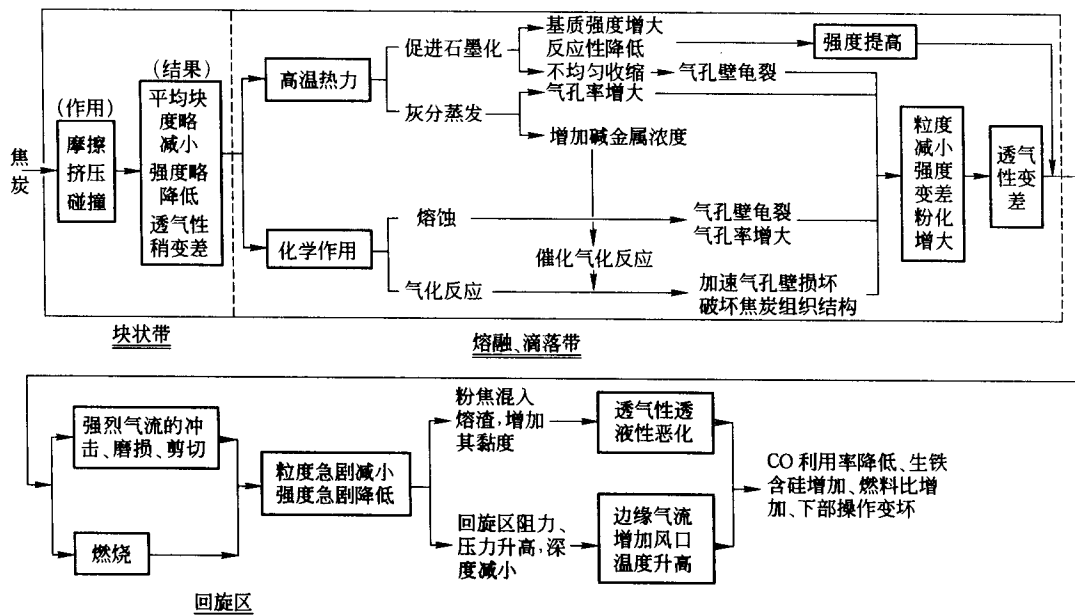 焦炭
(作用)
摩擦
挤压
碰撞
(结果)
平均块
度略
减小
强度略
降低
透气性
稍变差
块状带
高温热力
促进石墨化
基质强度增大
反应性降低
强度提高
不均匀收缩
气孔壁龟裂
灰分蒸发
气孔率增大
增加碱金属浓度
化学作用
熔蚀
气孔壁龟裂
气孔率增大
催化气化反应
气化反应
加速气孔壁损坏
破坏焦炭组织结构
粒度
减小
强度
变差
粉化
增大
透气
性变
差
熔融、滴落带
强烈气流的冲
击、磨损、剪切
燃烧
粒度急剧减小
强度急剧降低
粉焦混入
熔渣,增加
其黏度
透气性透
液性恶化
回旋区阻力、
压力升高,深
度减小
边缘气流
增加风口
温度升高
CO 利用率降低、生铁
含硅增加、燃料比增
加、下部操作变坏
回旋区